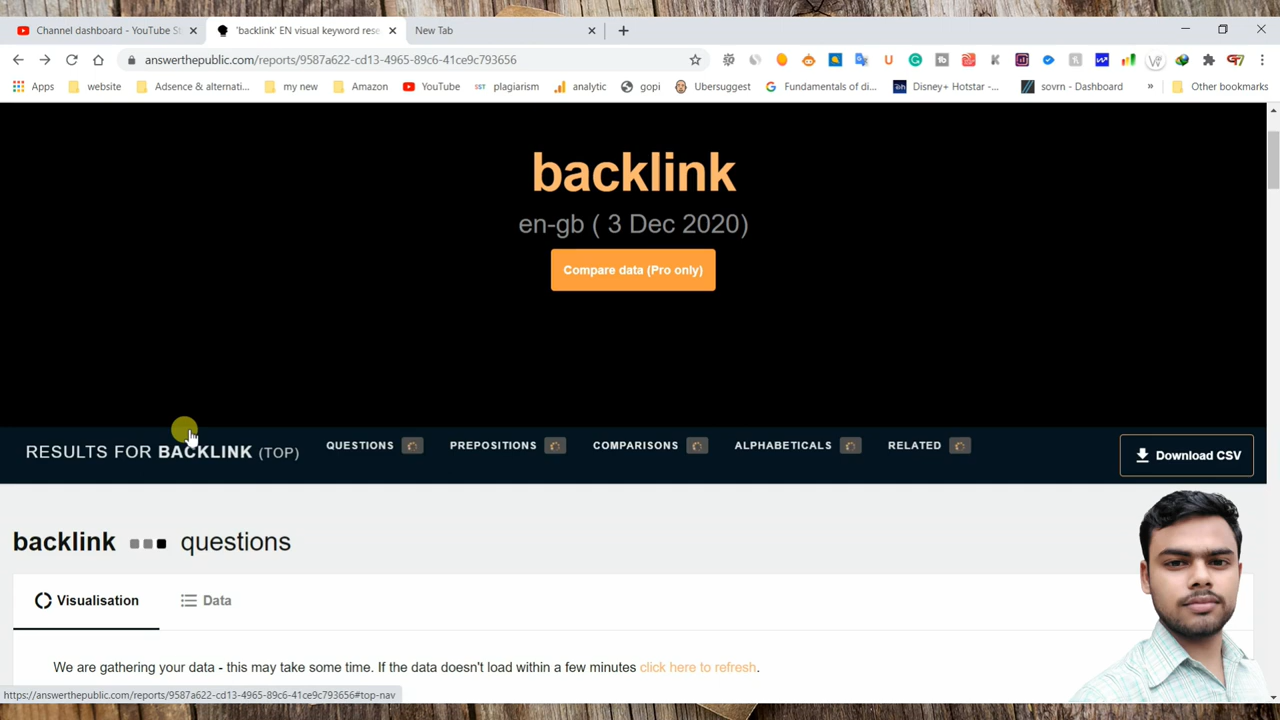 Channel dashboard - YouTube St
'backlink' EN visual keyword rese
New Tab
answerthepublic.com/reports/9587a622-cd13-4965-89c6-41ce9c793656
Apps
website
Adsence & alternati...
my new
Amazon
YouTube
SST
plagiarism
analytic
gopi
Ubersuggest
Fundamentals of di...
Disney+ Hotstar -...
sovrn - Dashboard
»
Other bookmarks
backlink
en-gb ( 3 Dec 2020)
Compare data (Pro only)
RESULTS FOR BACKLINK (TOP)
QUESTIONS
PREPOSITIONS
COMPARISONS
ALPHABETICALS
RELATED
Download CSV
backlink questions
Visualisation
Data
We are gathering your data - this may take some time. If the data doesn't load within a few minutes click here to refresh.
https://answerthepublic.com/reports/9587a622-cd13-4965-89c6-41ce9c793656#top-nav